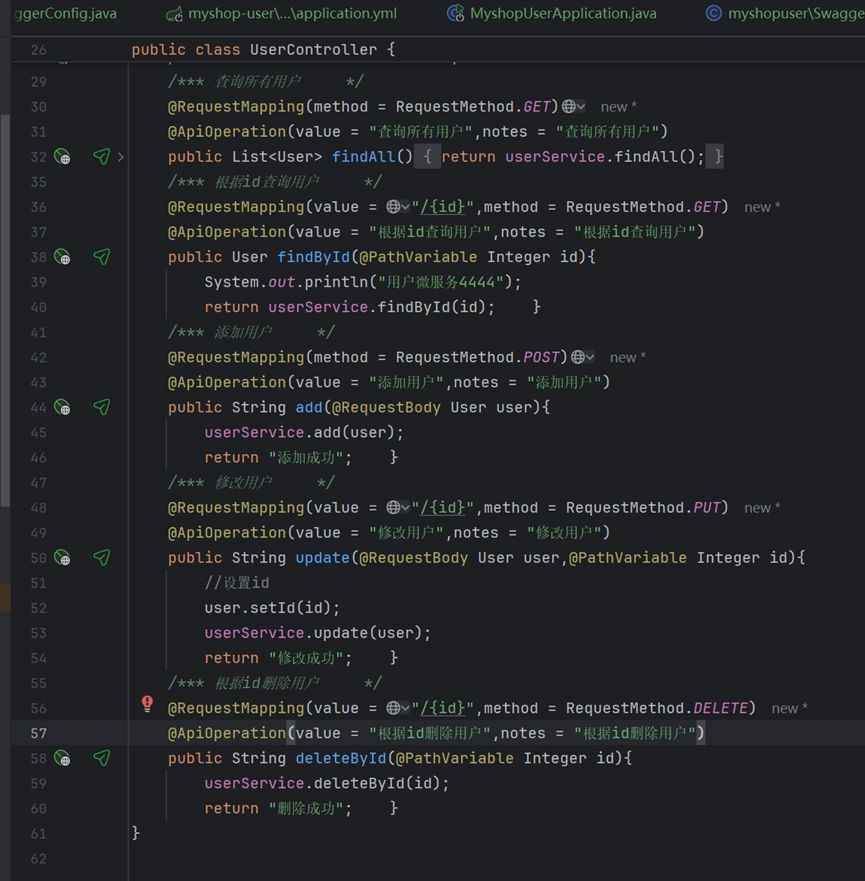 ggerConfig.java myshop-user\...\application.yml MyshopUserApplication.java myshopuser\Swagge
26 public class UserController {
29 /*** 查询所有用户 */
30 @RequestMapping(method = RequestMethod.GET) new *
31 @ApiOperation(value = "查询所有用户",notes = "查询所有用户")
32 public List<User> findAll() { return userService.findAll(); }
35 /*** 根据id查询用户 */
36 @RequestMapping(value = "/{id}",method = RequestMethod.GET) new *
37 @ApiOperation(value = "根据id查询用户",notes = "根据id查询用户")
38 public User findById(@PathVariable Integer id){
39 System.out.println("用户微服务4444");
40 return userService.findById(id); }
41 /*** 添加用户 */
42 @RequestMapping(method = RequestMethod.POST) new *
43 @ApiOperation(value = "添加用户",notes = "添加用户")
44 public String add(@RequestBody User user){
45 userService.add(user);
46 return "添加成功"; }
47 /*** 修改用户 */
48 @RequestMapping(value = "/{id}",method = RequestMethod.PUT) new *
49 @ApiOperation(value = "修改用户",notes = "修改用户")
50 public String update(@RequestBody User user,@PathVariable Integer id){
51 //设置id
52 user.setId(id);
53 userService.update(user);
54 return "修改成功"; }
55 /*** 根据id删除用户 */
56 @RequestMapping(value = "/{id}",method = RequestMethod.DELETE) new *
57 @ApiOperation(value = "根据id删除用户",notes = "根据id删除用户")
58 public String deleteById(@PathVariable Integer id){
59 userService.deleteById(id);
60 return "删除成功"; }
61 }
62